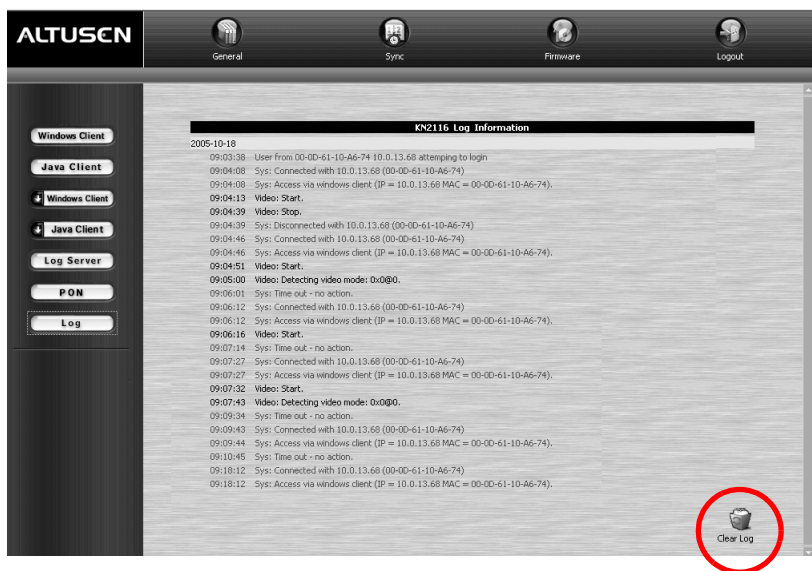 ALTUSEN
General
Sync
Firmware
Logout
Windows Client
Java Client
Windows Client
Java Client
Log Server
PON
Log
KN2116 Log Information
2005-10-18
09:03:38 User from 00-0D-61-10-A6-74 10.0.13.68 attemping to login
09:04:08 Sys: Connected with 10.0.13.68 (00-0D-61-10-A6-74)
09:04:08 Sys: Access via windows client (IP = 10.0.13.68 MAC = 00-0D-61-10-A6-74).
09:04:13 Video: Start.
09:04:39 Video: Stop.
09:04:39 Sys: Disconnected with 10.0.13.68 (00-0D-61-10-A6-74)
09:04:46 Sys: Connected with 10.0.13.68 (00-0D-61-10-A6-74)
09:04:46 Sys: Access via windows client (IP = 10.0.13.68 MAC = 00-0D-61-10-A6-74).
09:04:51 Video: Start.
09:05:00 Video: Detecting video mode: 0x0@0.
09:06:01 Sys: Time out - no action.
09:06:12 Sys: Connected with 10.0.13.68 (00-0D-61-10-A6-74)
09:06:12 Sys: Access via windows client (IP = 10.0.13.68 MAC = 00-0D-61-10-A6-74).
09:06:16 Video: Start.
09:07:14 Sys: Time out - no action.
09:07:27 Sys: Connected with 10.0.13.68 (00-0D-61-10-A6-74)
09:07:27 Sys: Access via windows client (IP = 10.0.13.68 MAC = 00-0D-61-10-A6-74).
09:07:32 Video: Start.
09:07:43 Video: Detecting video mode: 0x0@0.
09:09:34 Sys: Time out - no action.
09:09:43 Sys: Connected with 10.0.13.68 (00-0D-61-10-A6-74)
09:09:44 Sys: Access via windows client (IP = 10.0.13.68 MAC = 00-0D-61-10-A6-74).
09:10:45 Sys: Time out - no action.
09:18:12 Sys: Connected with 10.0.13.68 (00-0D-61-10-A6-74)
09:18:12 Sys: Access via windows client (IP = 10.0.13.68 MAC = 00-0D-61-10-A6-74).
Clear Log